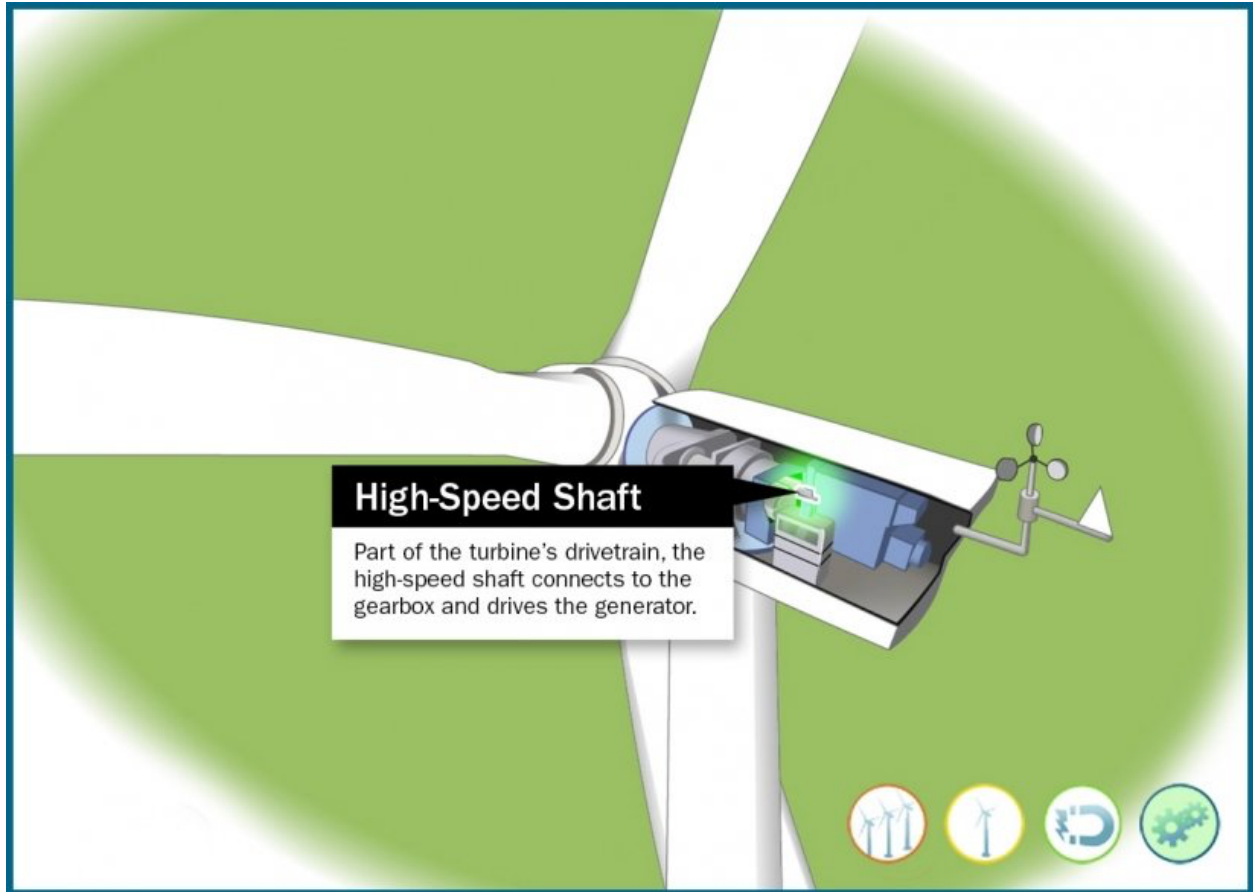 High-Speed Shaft
Part of the turbine's drivetrain, the
high-speed shaft connects to the
gearbox and drives the generator.